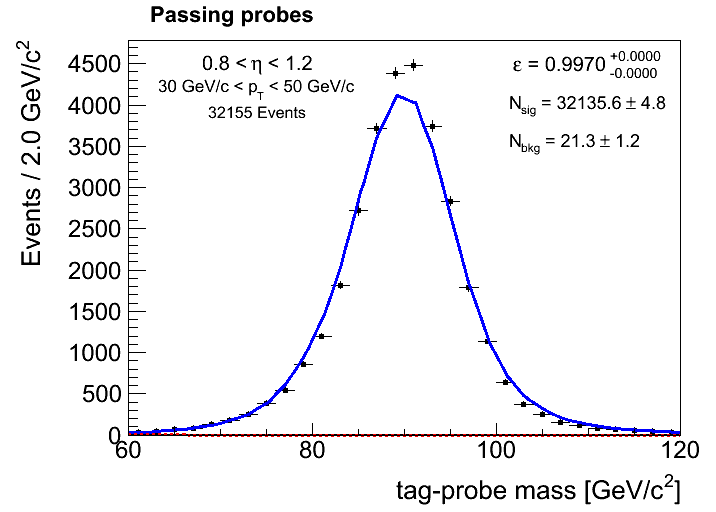 Passing probes
0.8 < η < 1.2
30 GeV/c < p_T < 50 GeV/c
32155 Events
ε = 0.9970 +0.0000 -0.0000
N_sig = 32135.6 ± 4.8
N_bkg = 21.3 ± 1.2
Events / 2.0 GeV/c²
4500
4000
3500
3000
2500
2000
1500
1000
500
0
60 80 100 120
tag-probe mass [GeV/c²]